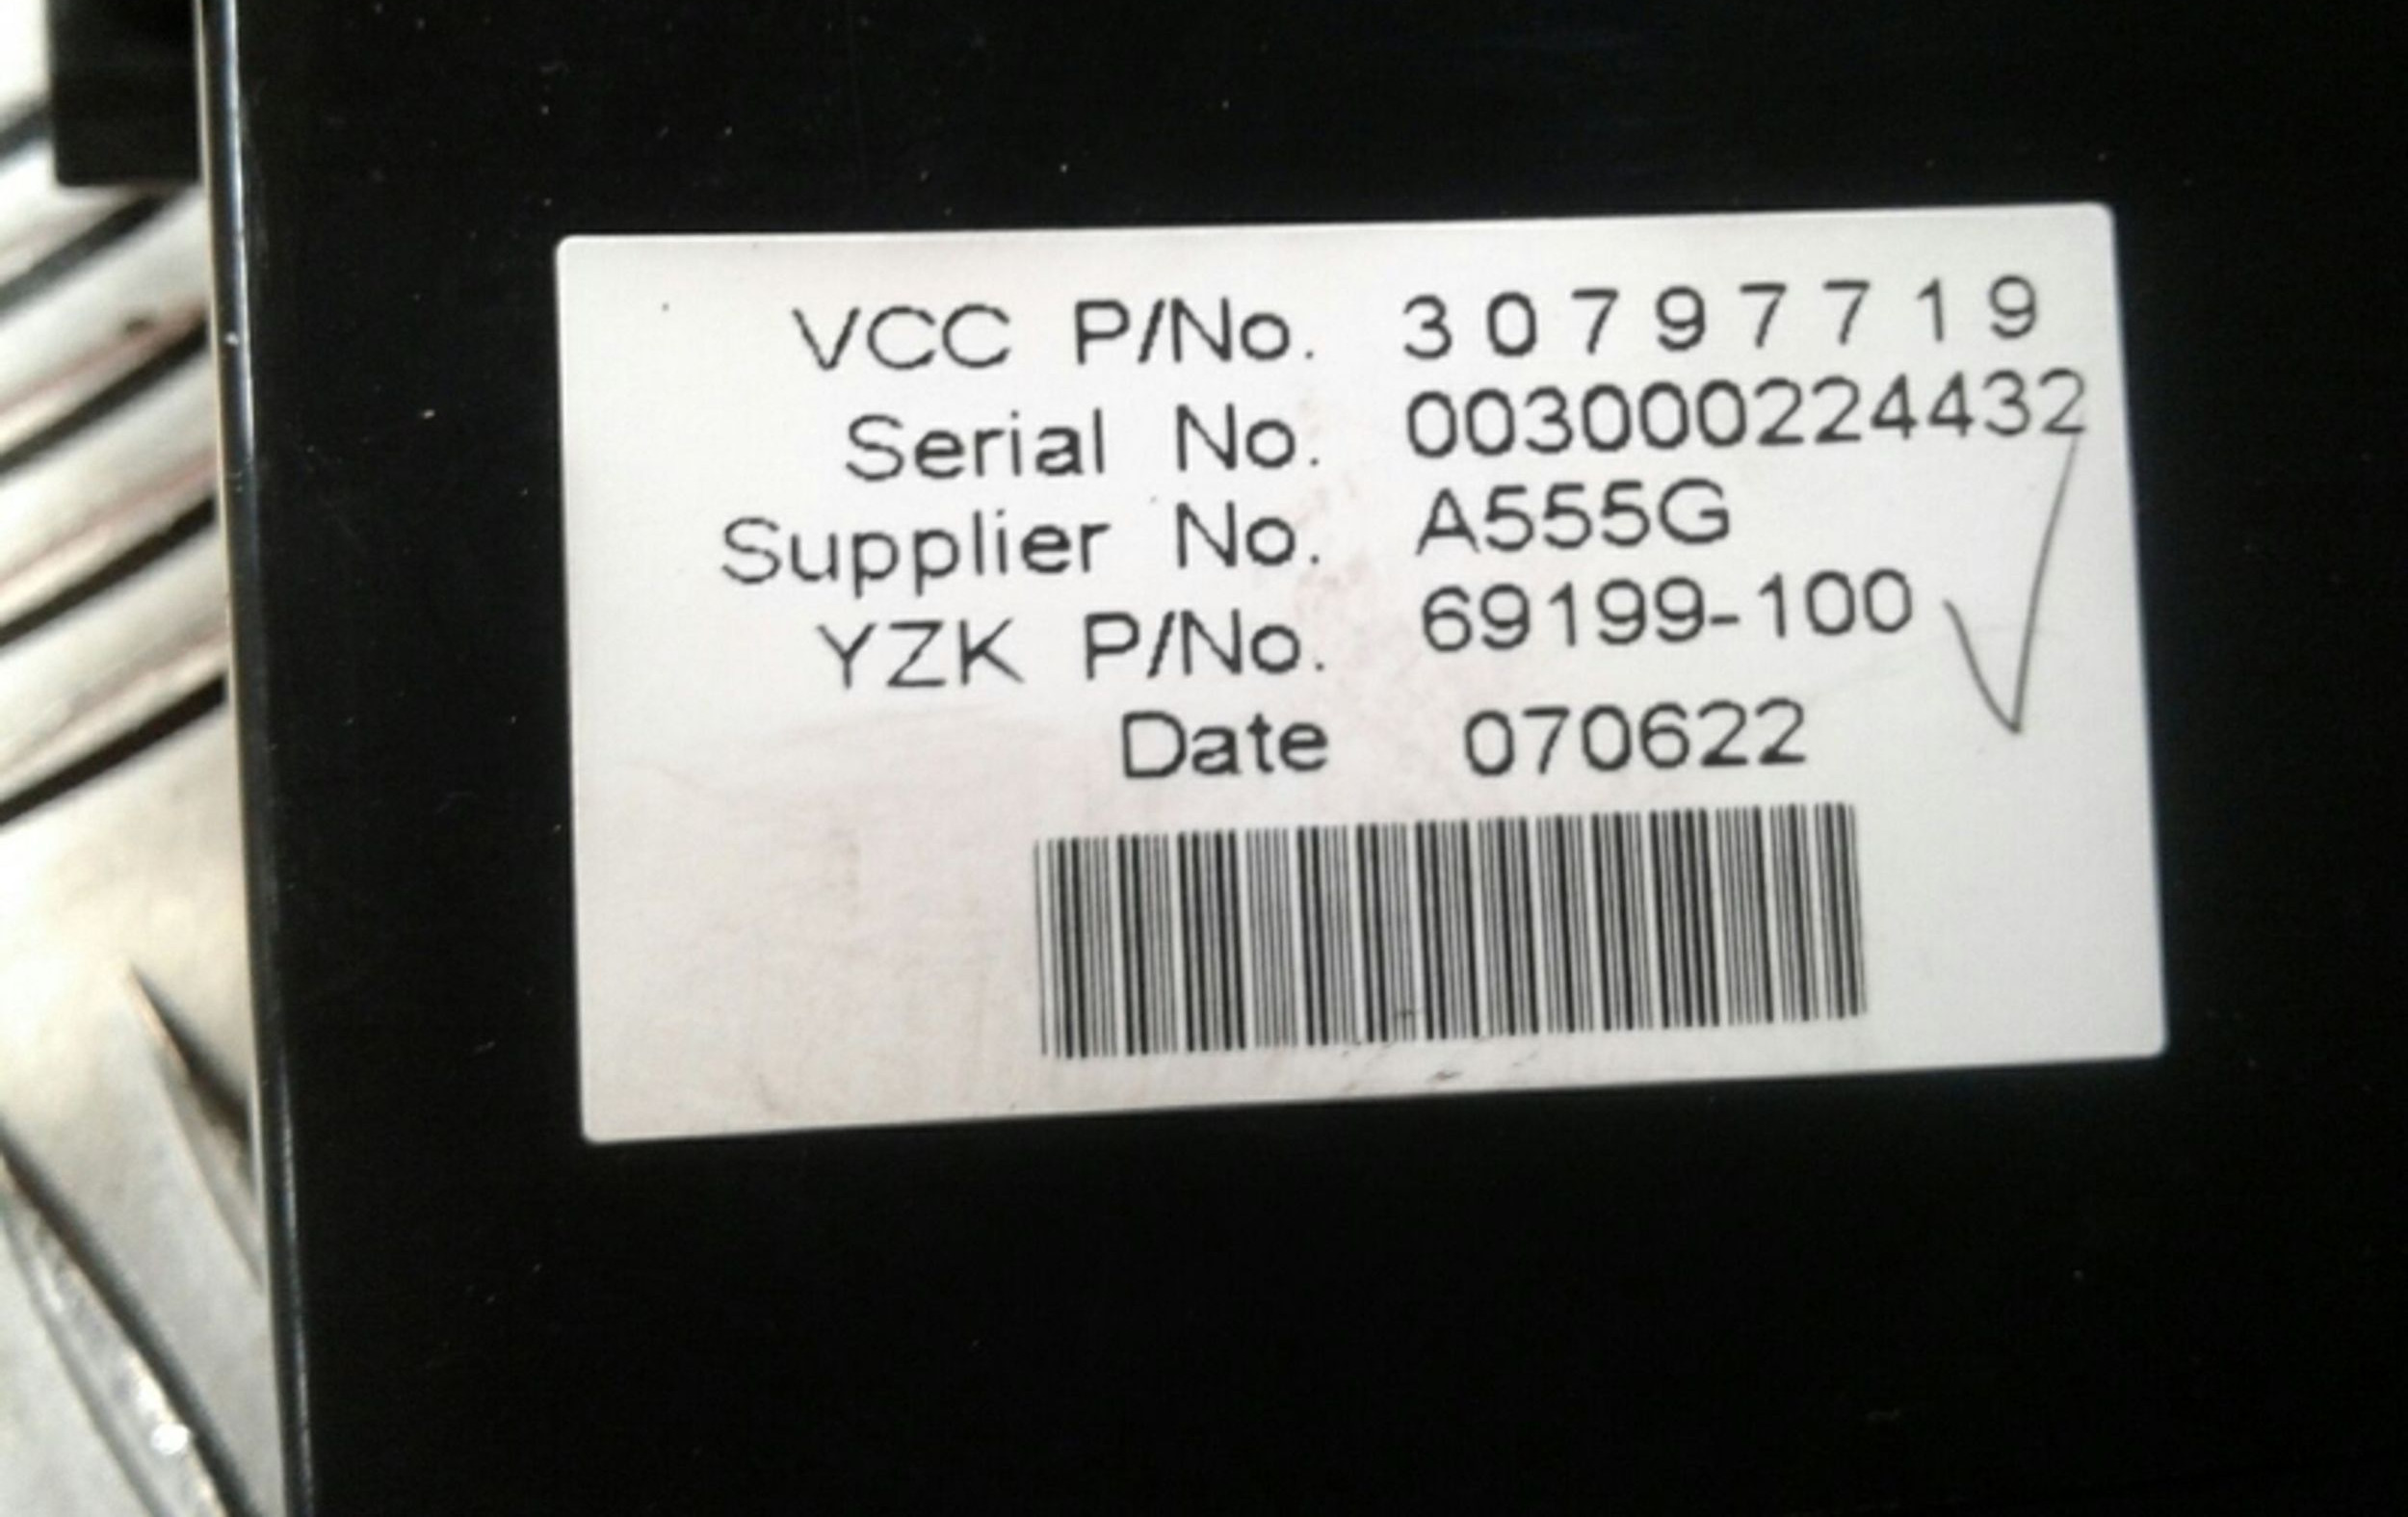 VCC P/No. 30797719
Serial No. 003000224432
Supplier No. A555G
YZK P/No. 69199-100
Date 070622